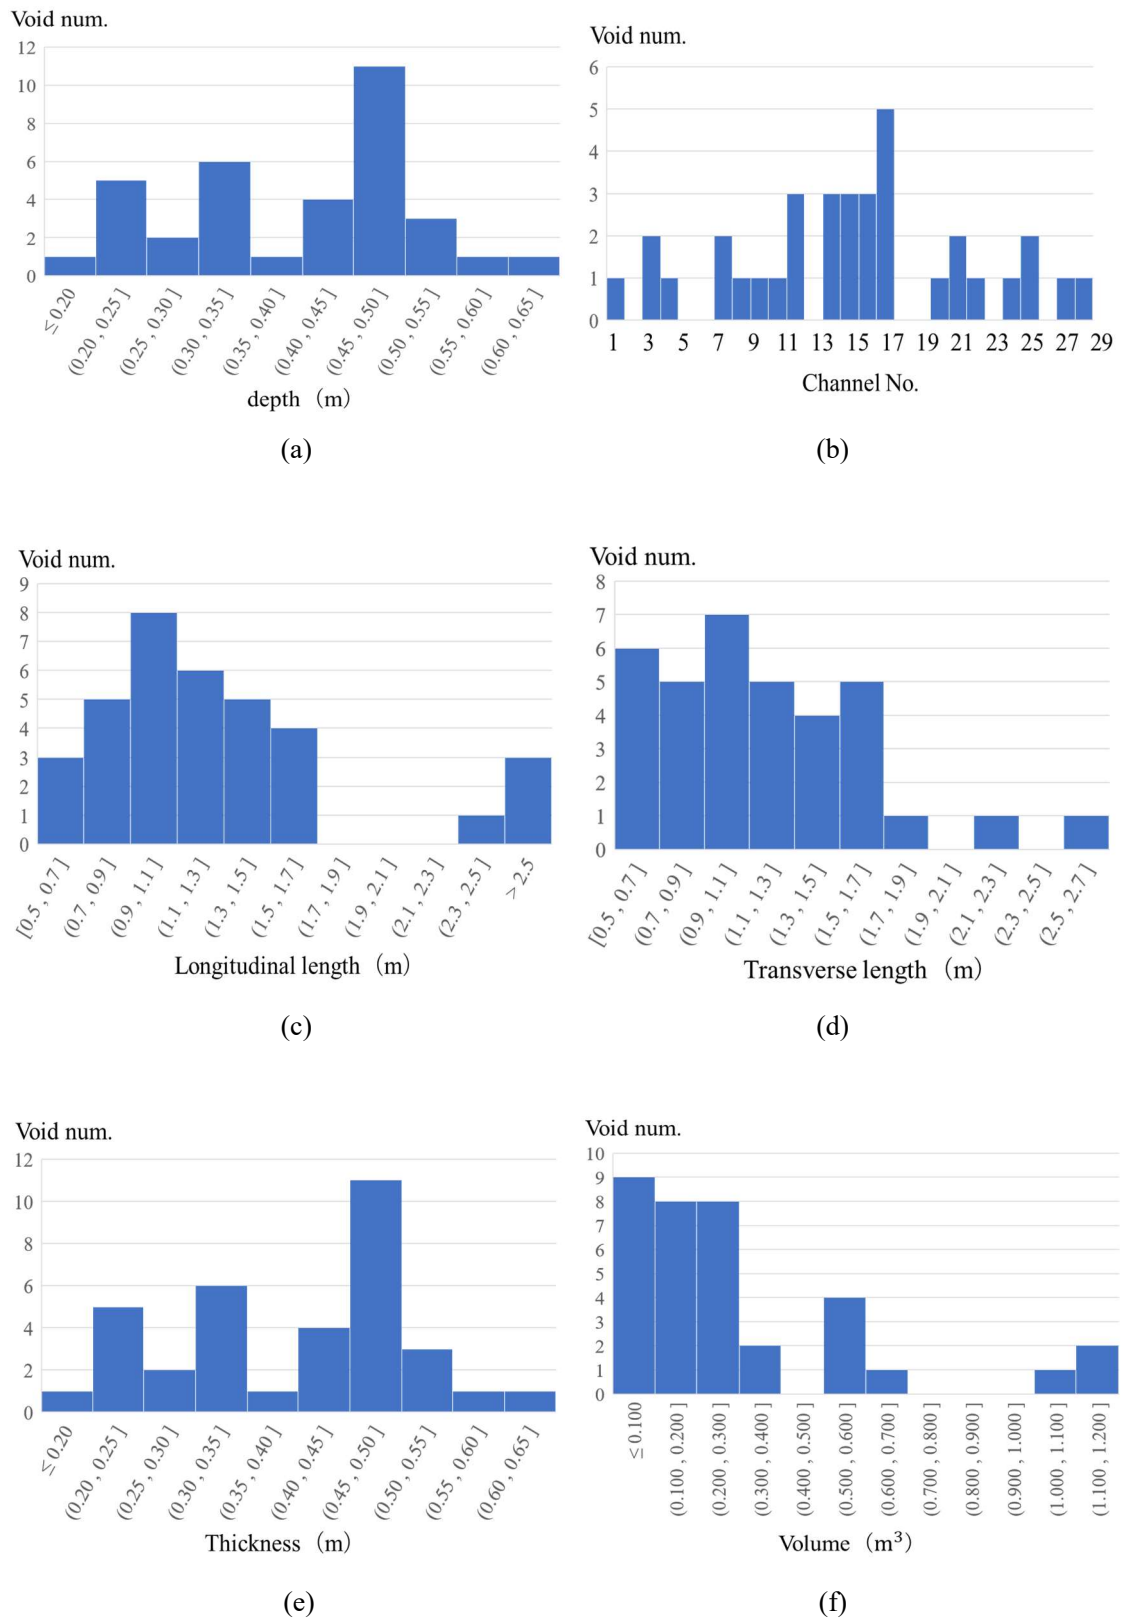 Void num.
12
10
8
6
4
2
0
≤ 0.20
(0.20 , 0.25 ]
(0.25 , 0.30 ]
(0.30 , 0.35 ]
(0.35 , 0.40 ]
(0.40 , 0.45 ]
(0.45 , 0.50 ]
(0.50 , 0.55 ]
(0.55 , 0.60 ]
(0.60 , 0.65 ]
depth （m）
(a)
Void num.
6
5
4
3
2
1
0
1 3 5 7 9 11 13 15 17 19 21 23 25 27 29
Channel No.
(b)
Void num.
9
8
7
6
5
4
3
2
1
0
[0.5 , 0.7 ]
(0.7 , 0.9 ]
(0.9 , 1.1 ]
(1.1 , 1.3 ]
(1.3 , 1.5 ]
(1.5 , 1.7 ]
(1.7 , 1.9 ]
(1.9 , 2.1 ]
(2.1 , 2.3 ]
(2.3 , 2.5 ]
> 2.5
Longitudinal length （m）
(c)
Void num.
8
7
6
5
4
3
2
1
0
[0.5 , 0.7 ]
(0.7 , 0.9 ]
(0.9 , 1.1 ]
(1.1 , 1.3 ]
(1.3 , 1.5 ]
(1.5 , 1.7 ]
(1.7 , 1.9 ]
(1.9 , 2.1 ]
(2.1 , 2.3 ]
(2.3 , 2.5 ]
(2.5 , 2.7 ]
Transverse length （m）
(d)
Void num.
12
10
8
6
4
2
0
≤ 0.20
(0.20 , 0.25 ]
(0.25 , 0.30 ]
(0.30 , 0.35 ]
(0.35 , 0.40 ]
(0.40 , 0.45 ]
(0.45 , 0.50 ]
(0.50 , 0.55 ]
(0.55 , 0.60 ]
(0.60 , 0.65 ]
Thickness （m）
(e)
Void num.
10
9
8
7
6
5
4
3
2
1
0
≤ 0.100
(0.100 , 0.200 ]
(0.200 , 0.300 ]
(0.300 , 0.400 ]
(0.400 , 0.500 ]
(0.500 , 0.600 ]
(0.600 , 0.700 ]
(0.700 , 0.800 ]
(0.800 , 0.900 ]
(0.900 , 1.000 ]
(1.000 , 1.100 ]
(1.100 , 1.200 ]
Volume （m³）
(f)